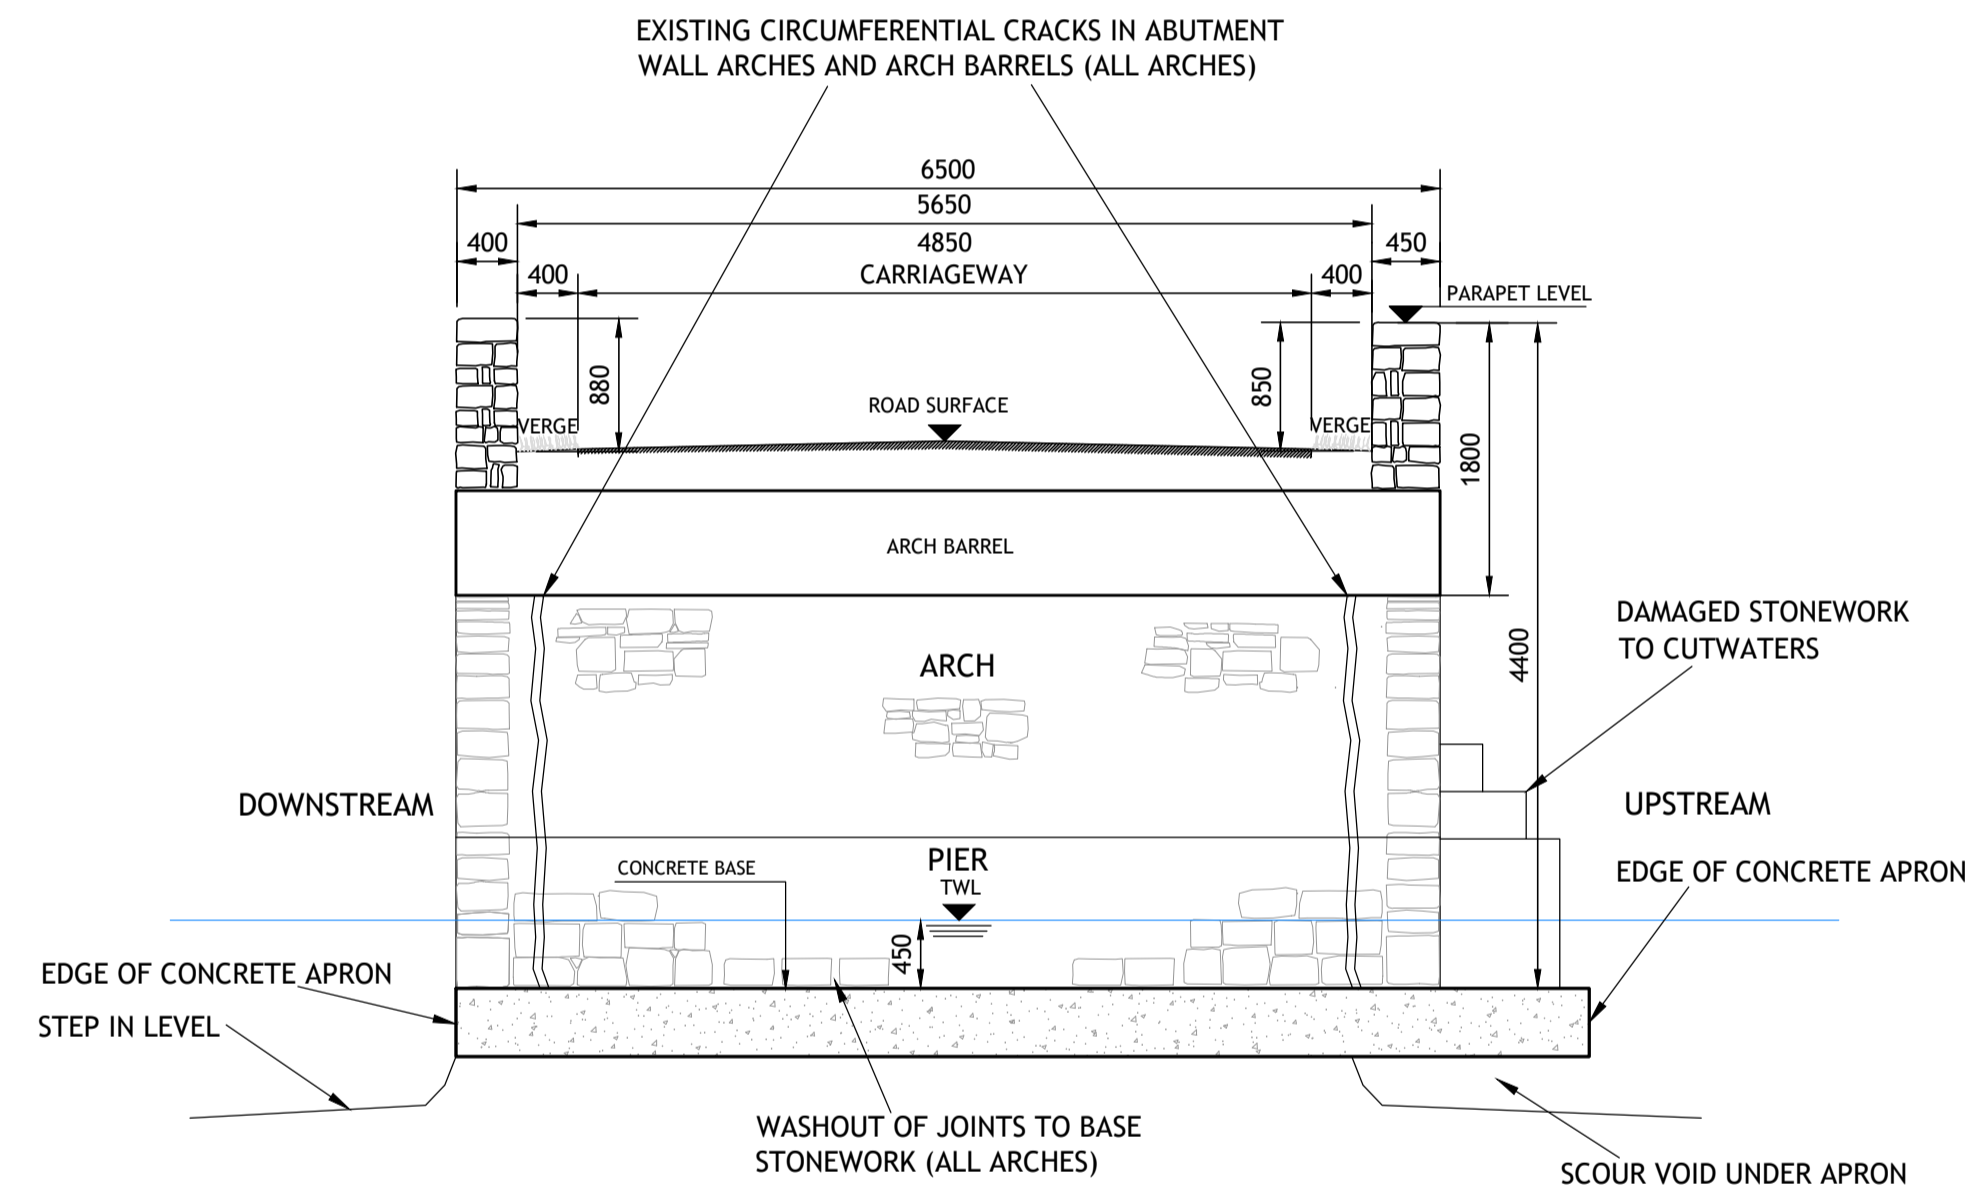 EXISTING CIRCUMFERENTIAL CRACKS IN ABUTMENT
WALL ARCHES AND ARCH BARRELS (ALL ARCHES)
6500
5650
400
4850
450
400
CARRIAGEWAY
400
PARAPET LEVEL
880
850
ROAD SURFACE
VERGE
VERGE
1800
ARCH BARREL
DAMAGED STONEWORK
TO CUTWATERS
4400
ARCH
DOWNSTREAM
UPSTREAM
PIER
CONCRETE BASE
TWL
EDGE OF CONCRETE APRON
450
EDGE OF CONCRETE APRON
STEP IN LEVEL
WASHOUT OF JOINTS TO BASE
STONEWORK (ALL ARCHES)
SCOUR VOID UNDER APRON